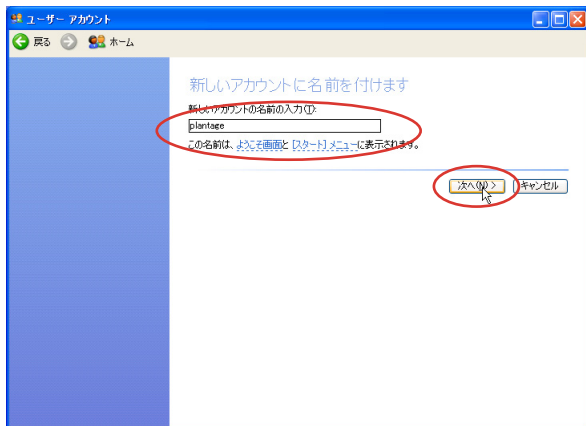 ユーザー アカウント
戻る ホーム
新しいアカウントに名前を付けます
新しいアカウントの名前の入力(T):
plantage
この名前は、ようこそ画面と [スタート] メニューに表示されます。
次へ(N) > キャンセル